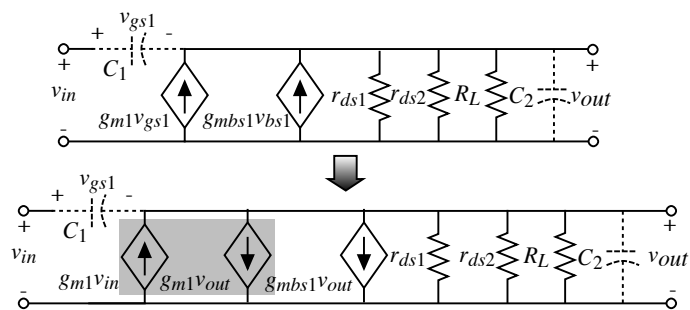 vgs1
+ -
C1
+ +
vin gm1vgs1 gmbs1vbs1 rds1 rds2 RL C2 vout
- -
vgs1
+ -
C1
+ +
vin gm1vin gm1vout gmbs1vout rds1 rds2 RL C2 vout
- -